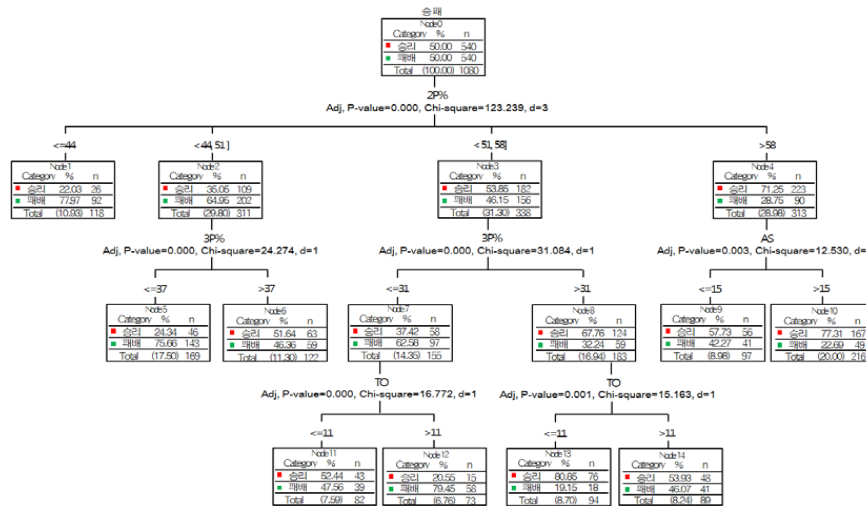 승패
Node0
Category % n
승리 50.00 540
패배 50.00 540
Total (100.00) 1080
2P%
Adj, P-value=0.000, Chi-square=123.239, d=3
<=44
<44, 51]
<51, 58]
>58
Node1
Category % n
승리 22.03 26
패배 77.97 92
Total (10.93) 118
Node2
Category % n
승리 35.05 109
패배 64.95 202
Total (29.80) 311
Node3
Category % n
승리 53.85 182
패배 46.15 156
Total (31.30) 338
Node4
Category % n
승리 71.25 223
패배 28.75 90
Total (28.98) 313
3P%
Adj, P-value=0.000, Chi-square=24.274, d=1
3P%
Adj, P-value=0.000, Chi-square=31.084, d=1
AS
Adj, P-value=0.003, Chi-square=12.530, d=
<=37
>37
<=31
>31
<=15
>15
Node5
Category % n
승리 24.34 46
패배 75.66 143
Total (17.50) 169
Node6
Category % n
승리 51.64 63
패배 46.36 59
Total (11.30) 122
Node7
Category % n
승리 37.42 58
패배 62.58 97
Total (14.35) 155
Node8
Category % n
승리 67.76 124
패배 32.24 59
Total (16.94) 183
Node9
Category % n
승리 57.73 56
패배 42.27 41
Total (8.98) 97
Node10
Category % n
승리 77.31 167
패배 22.69 49
Total (20.00) 216
TO
Adj, P-value=0.000, Chi-square=16.772, d=1
TO
Adj, P-value=0.001, Chi-square=15.163, d=1
<=11
>11
<=11
>11
Node11
Category % n
승리 52.44 43
패배 47.56 39
Total (7.59) 82
Node12
Category % n
승리 20.55 15
패배 79.45 58
Total (6.76) 73
Node13
Category % n
승리 80.85 76
패배 19.15 18
Total (8.70) 94
Node14
Category % n
승리 53.93 48
패배 46.07 41
Total (8.24) 89